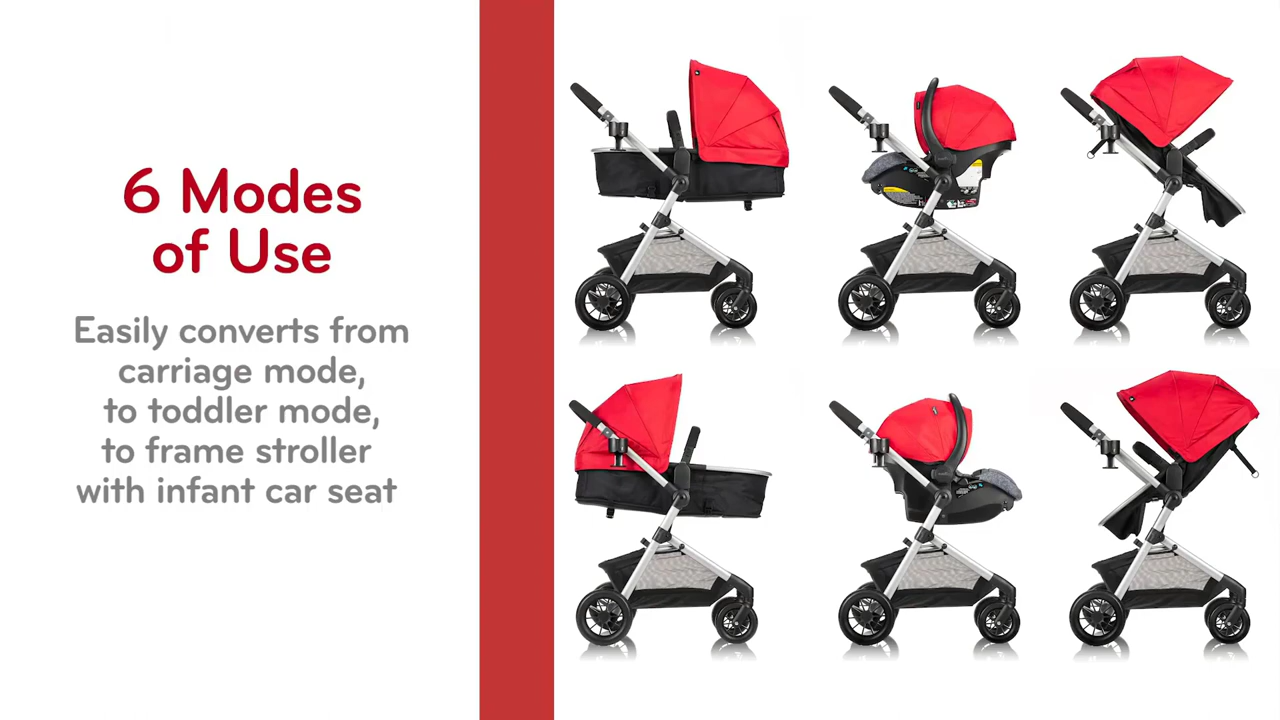 6 Modes
of Use
Easily converts from
carriage mode,
to toddler mode,
to frame stroller
with infant car seat